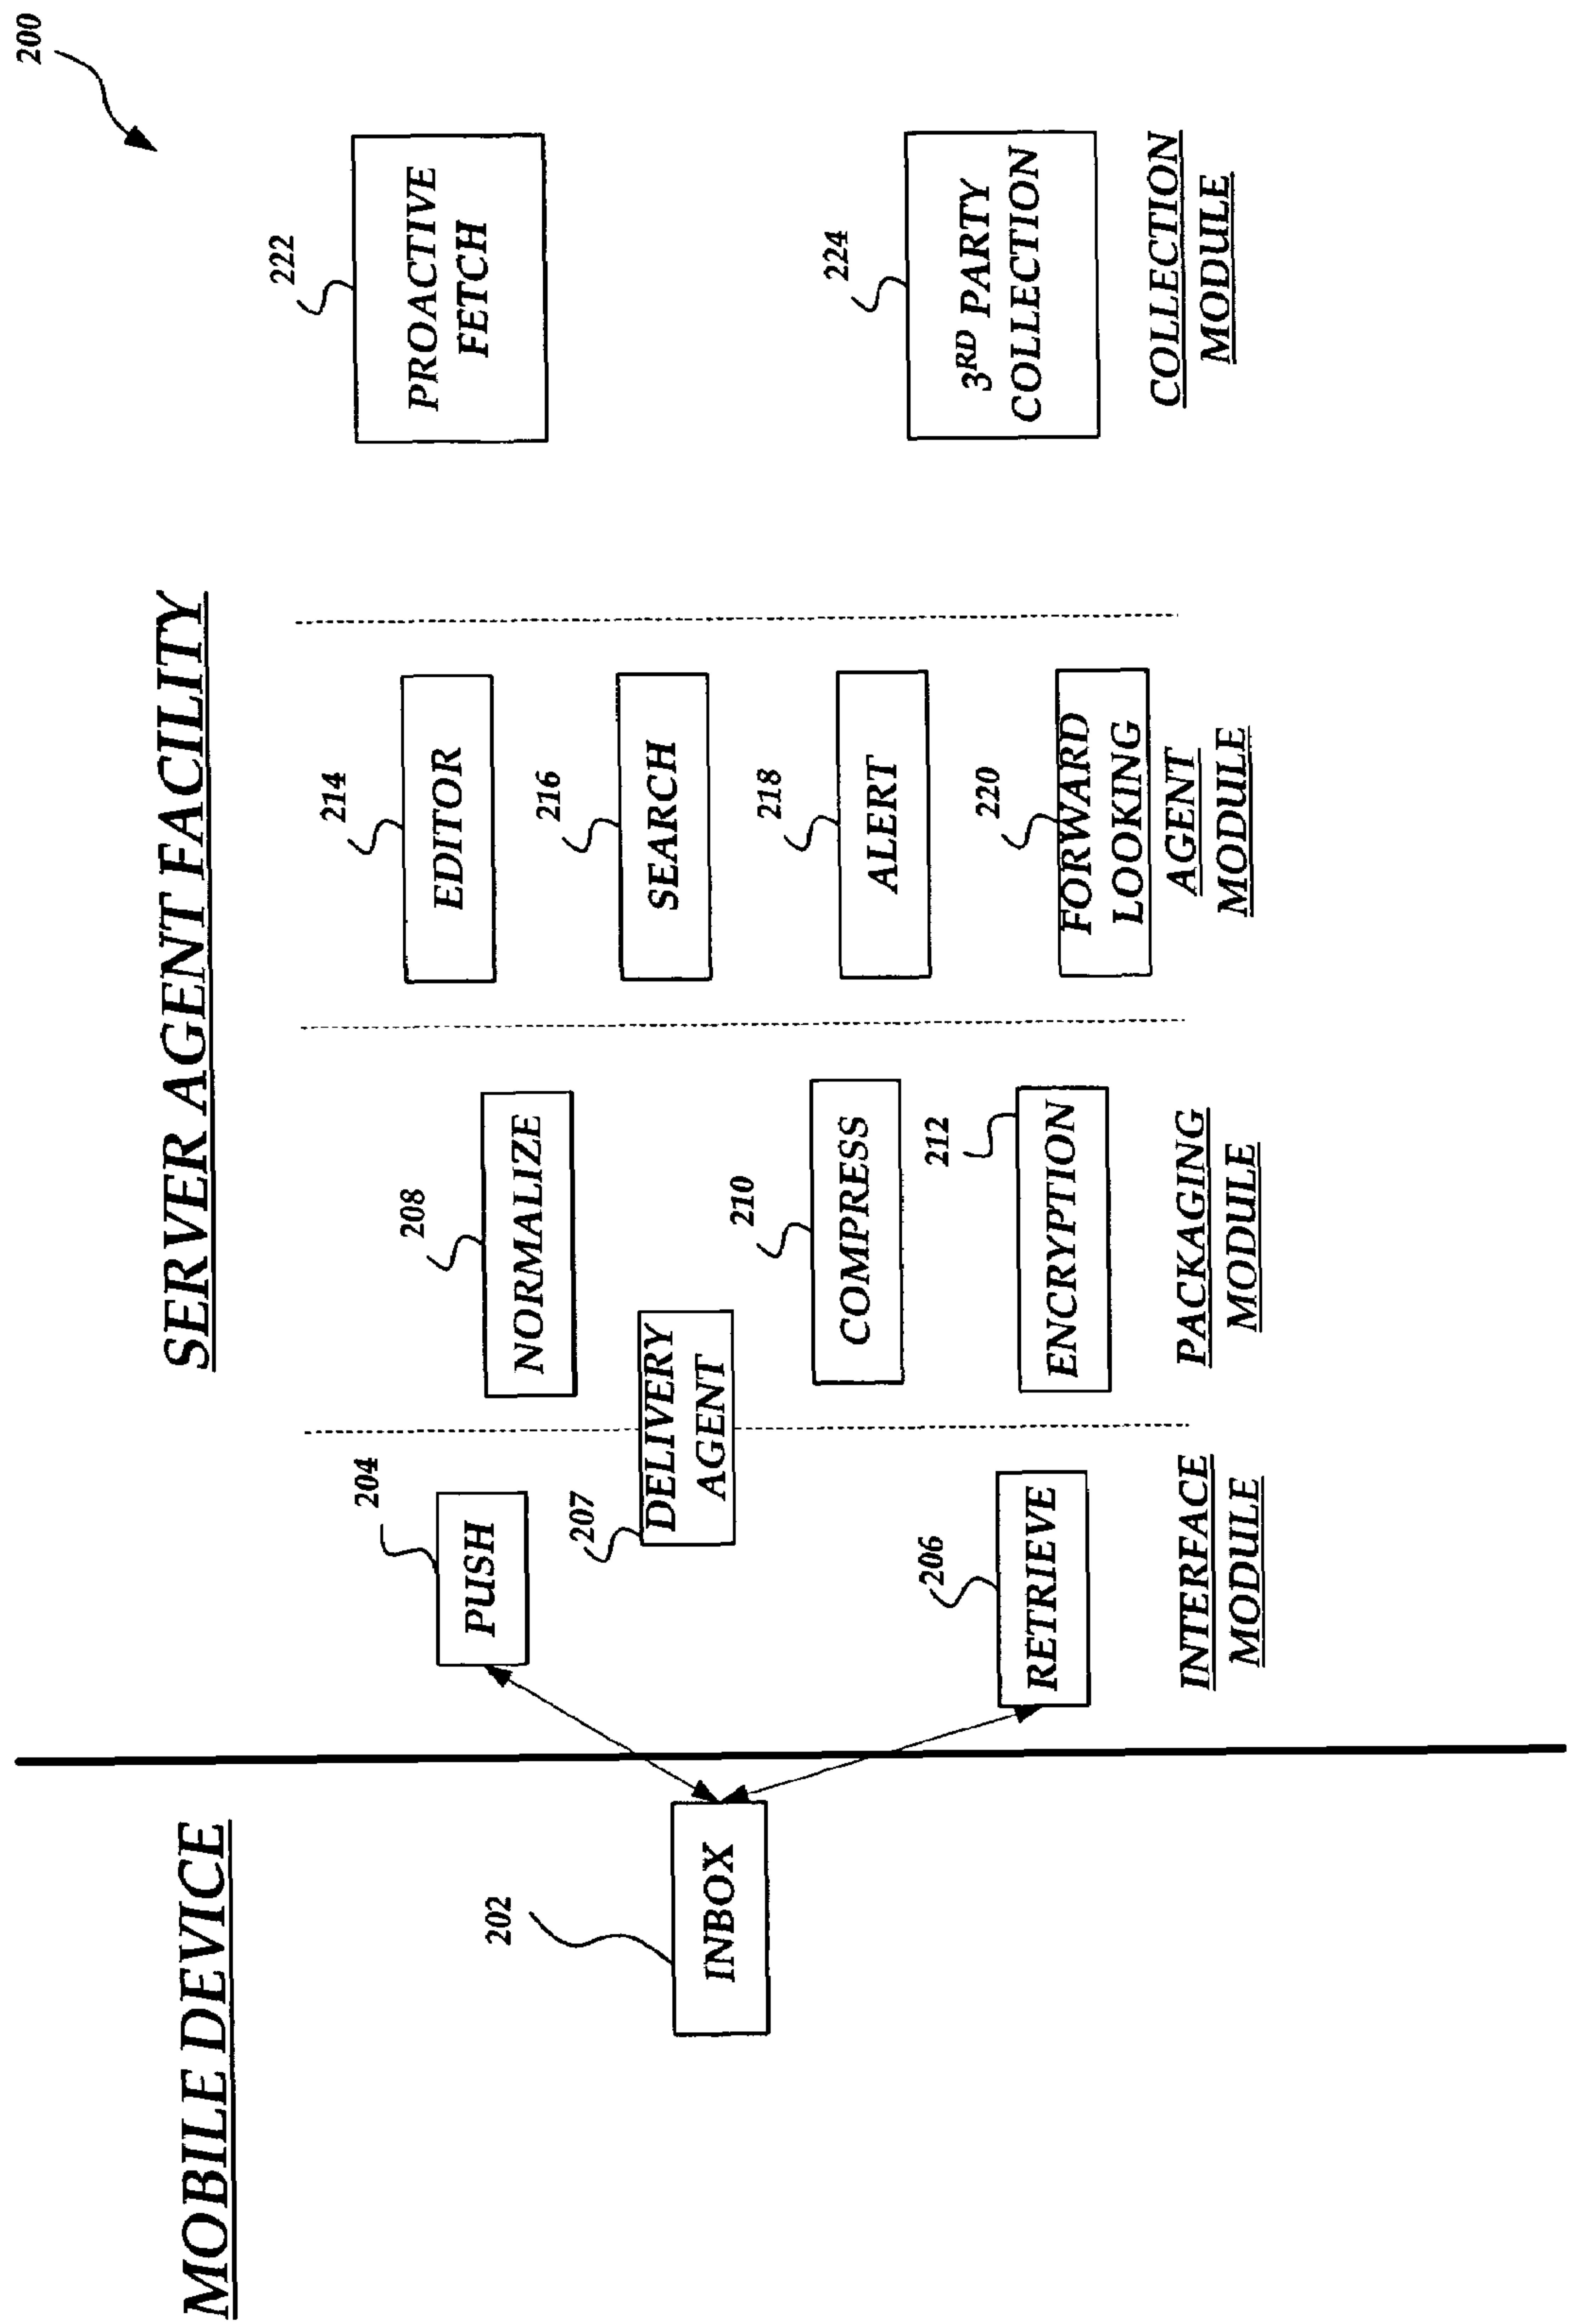 200
MOBILE DEVICE
SERVER AGENT FACILITY
202
INBOX
204
PUSH
207
DELIVERY
AGENT
206
RETRIEVE
INTERFACE
MODULE
208
NORMALIZE
210
COMPRESS
212
ENCRYPTION
PACKAGING
MODULE
214
EDITOR
216
SEARCH
218
ALERT
220
FORWARD
LOOKING
AGENT
MODULE
222
PROACTIVE
FETCH
224
3RD PARTY
COLLECTION
COLLECTION
MODULE